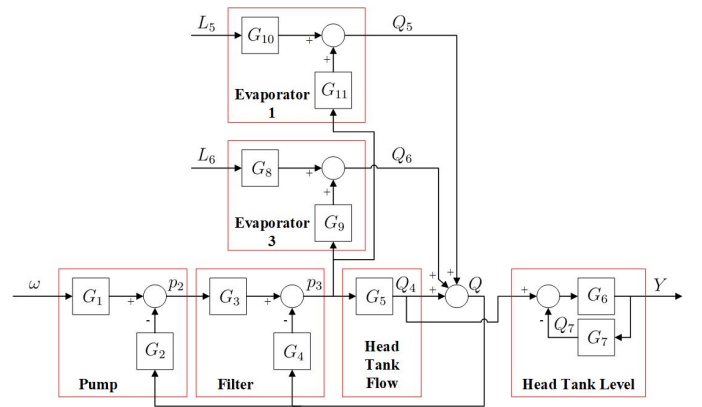 L₅
G₁₀
+
Q₅
+
G₁₁
Evaporator
1
L₆
G₈
+
Q₆
+
G₉
Evaporator
3
ω
G₁
+
p₂
G₃
+
p₃
G₅
Q₄
+
+
+
Q
+
G₆
Y
-
G₂
-
G₄
-
Q₇
G₇
Pump
Filter
Head
Tank
Flow
Head Tank Level